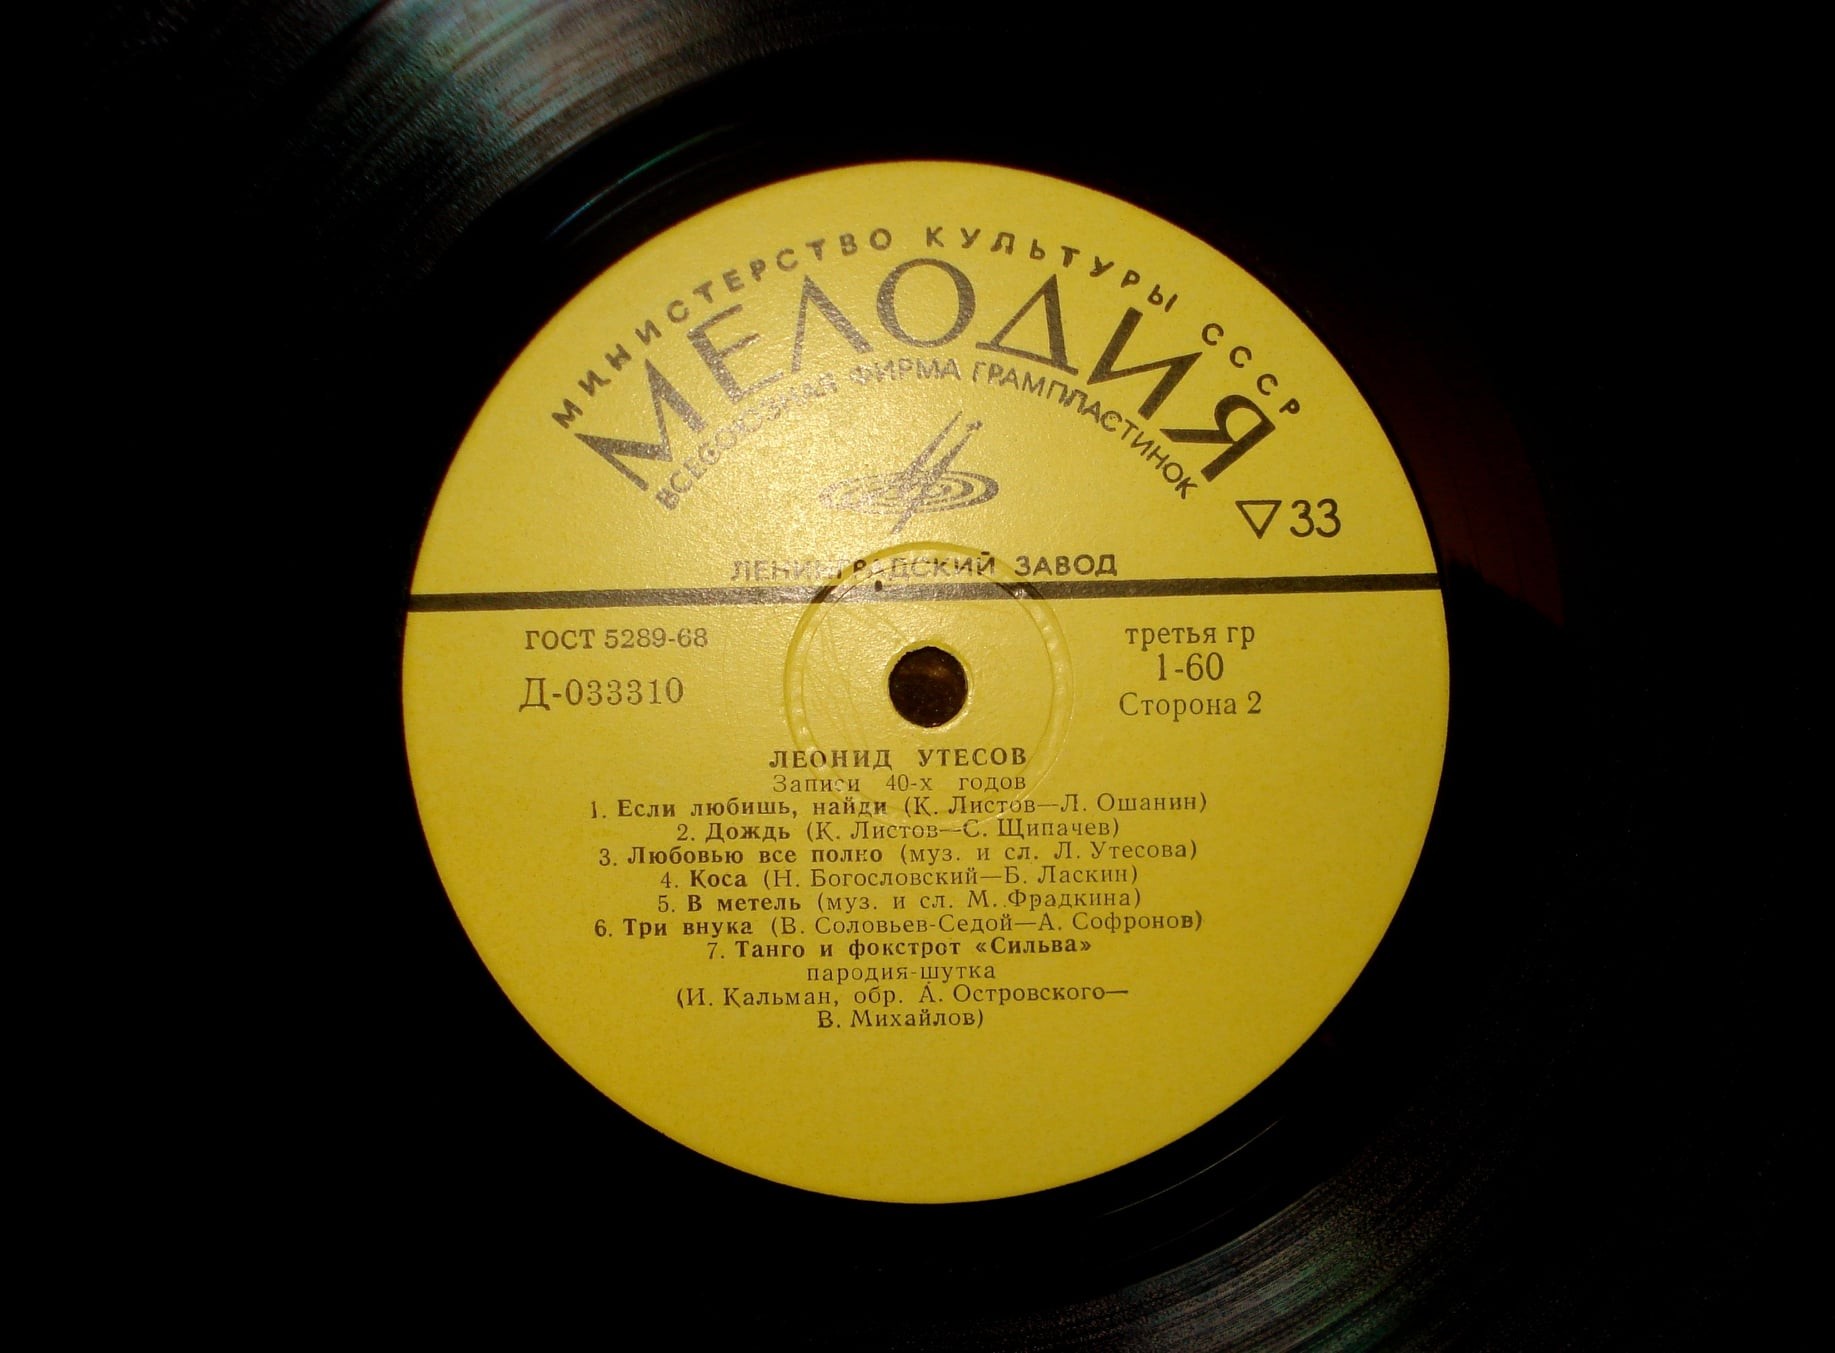 МИНИСТЕРСТВО КУЛЬТУРЫ СССР
МЕЛОДИЯ
ВСЕСОЮЗНАЯ ФИРМА ГРАМПЛАСТИНОК
▽33
ЛЕНИНГРАДСКИЙ ЗАВОД
ГОСТ 5289-68
Д-033310
третья гр
1-60
Сторона 2
ЛЕОНИД УТЕСОВ
Записи 40-х годов
1. Если любишь, найди (К. Листов—Л. Ошанин)
2. Дождь (К. Листов—С. Щипачев)
3. Любовью все полно (муз. и сл. Л. Утесова)
4. Коса (Н. Богословский—Б. Ласкин)
5. В метель (муз. и сл. М. Фрадкина)
6. Три внука (В. Соловьев-Седой—А. Софронов)
7. Танго и фокстрот «Сильва»
пародия-шутка
(И. Кальман, обр. А. Островского—
В. Михайлов)